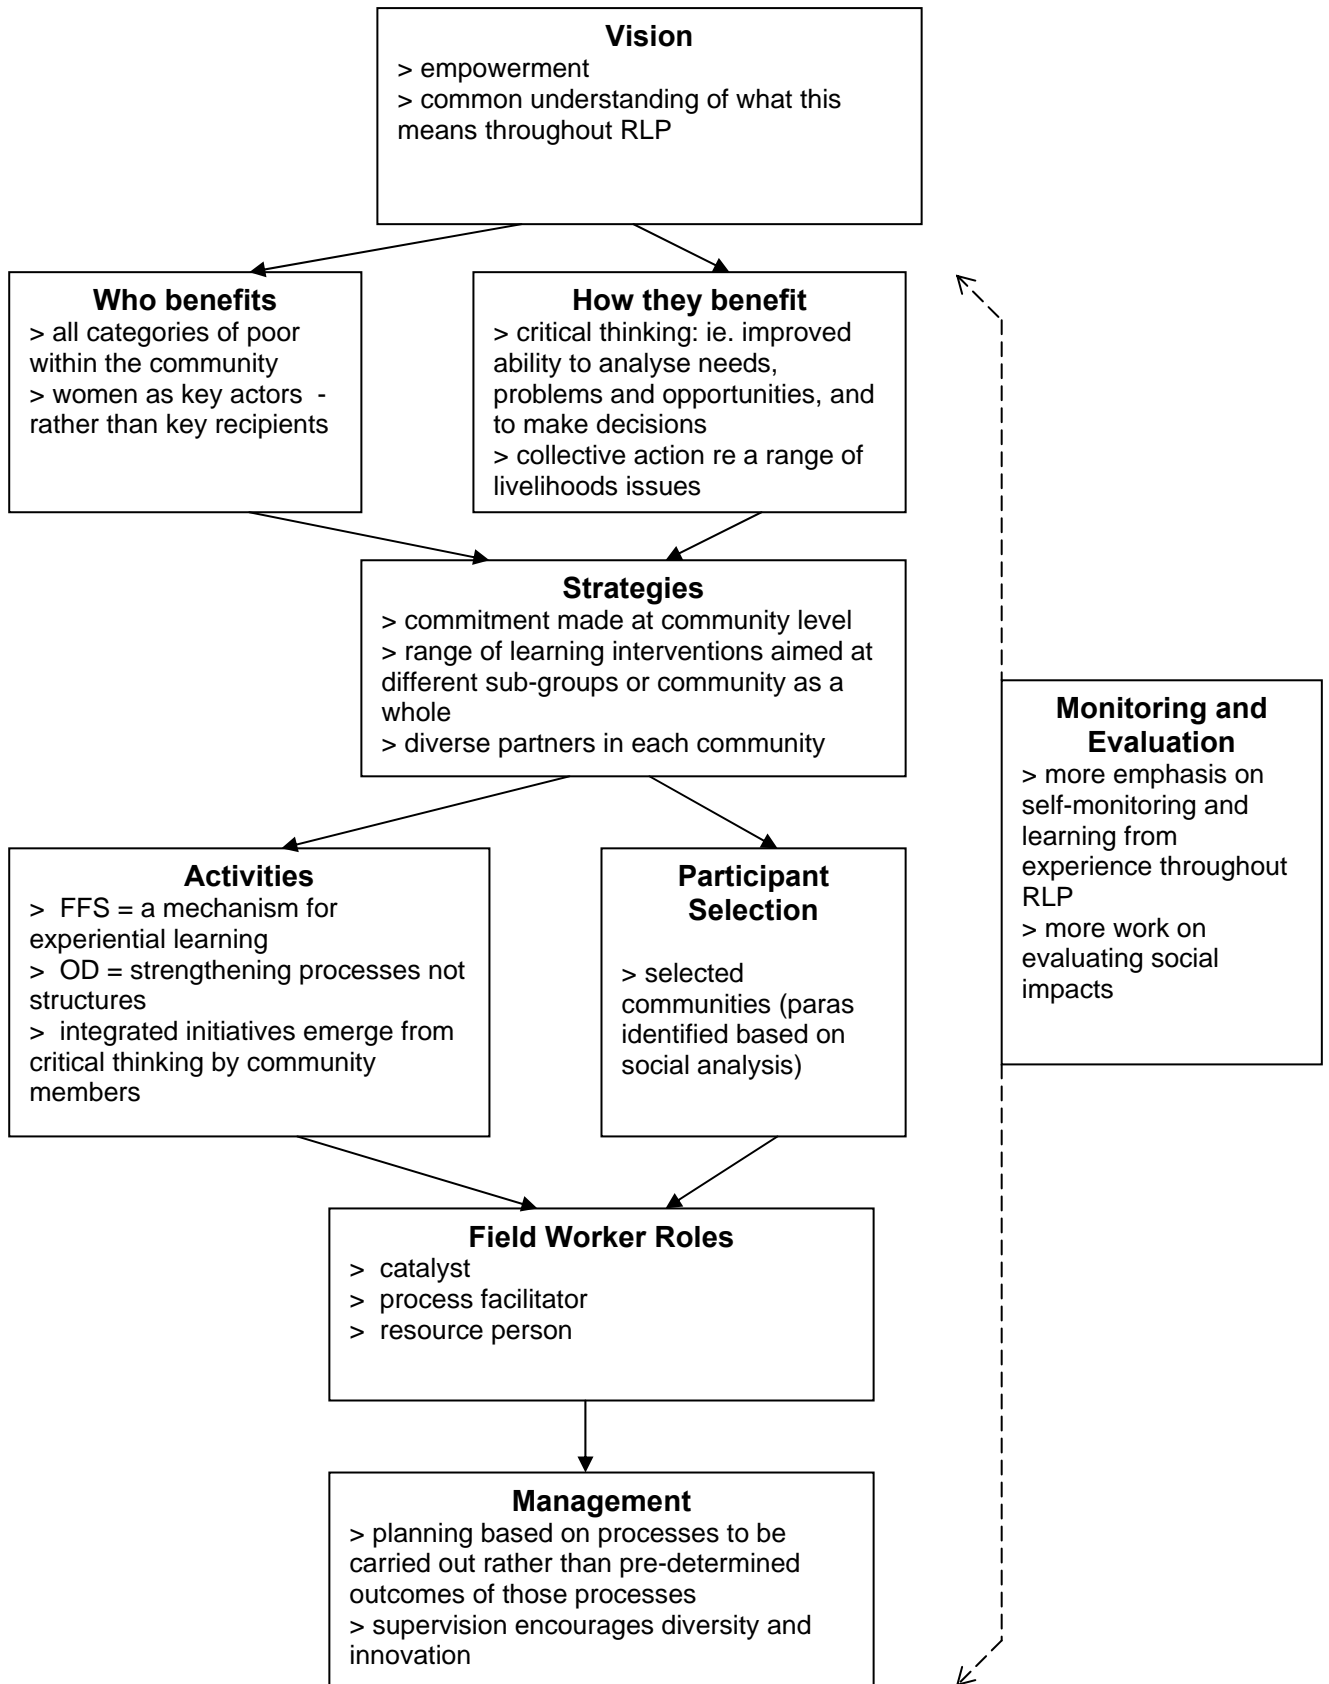 Vision
> empowerment
> common understanding of what this
means throughout RLP
Who benefits
> all categories of poor
within the community
> women as key actors  -
rather than key recipients
How they benefit
> critical thinking: ie. improved
ability to analyse needs,
problems and opportunities, and
to make decisions
> collective action re a range of
livelihoods issues
Strategies
> commitment made at community level
> range of learning interventions aimed at
different sub-groups or community as a
whole
> diverse partners in each community
Monitoring and
Evaluation
> more emphasis on
self-monitoring and
learning from
experience throughout
RLP
> more work on
evaluating social
impacts
Activities
>  FFS = a mechanism for
experiential learning
>  OD = strengthening processes not
structures
>  integrated initiatives emerge from
critical thinking by community
members
Participant
Selection
> selected
communities (paras
identified based on
social analysis)
Field Worker Roles
>  catalyst
>  process facilitator
>  resource person
Management
> planning based on processes to be
carried out rather than pre-determined
outcomes of those processes
> supervision encourages diversity and
innovation